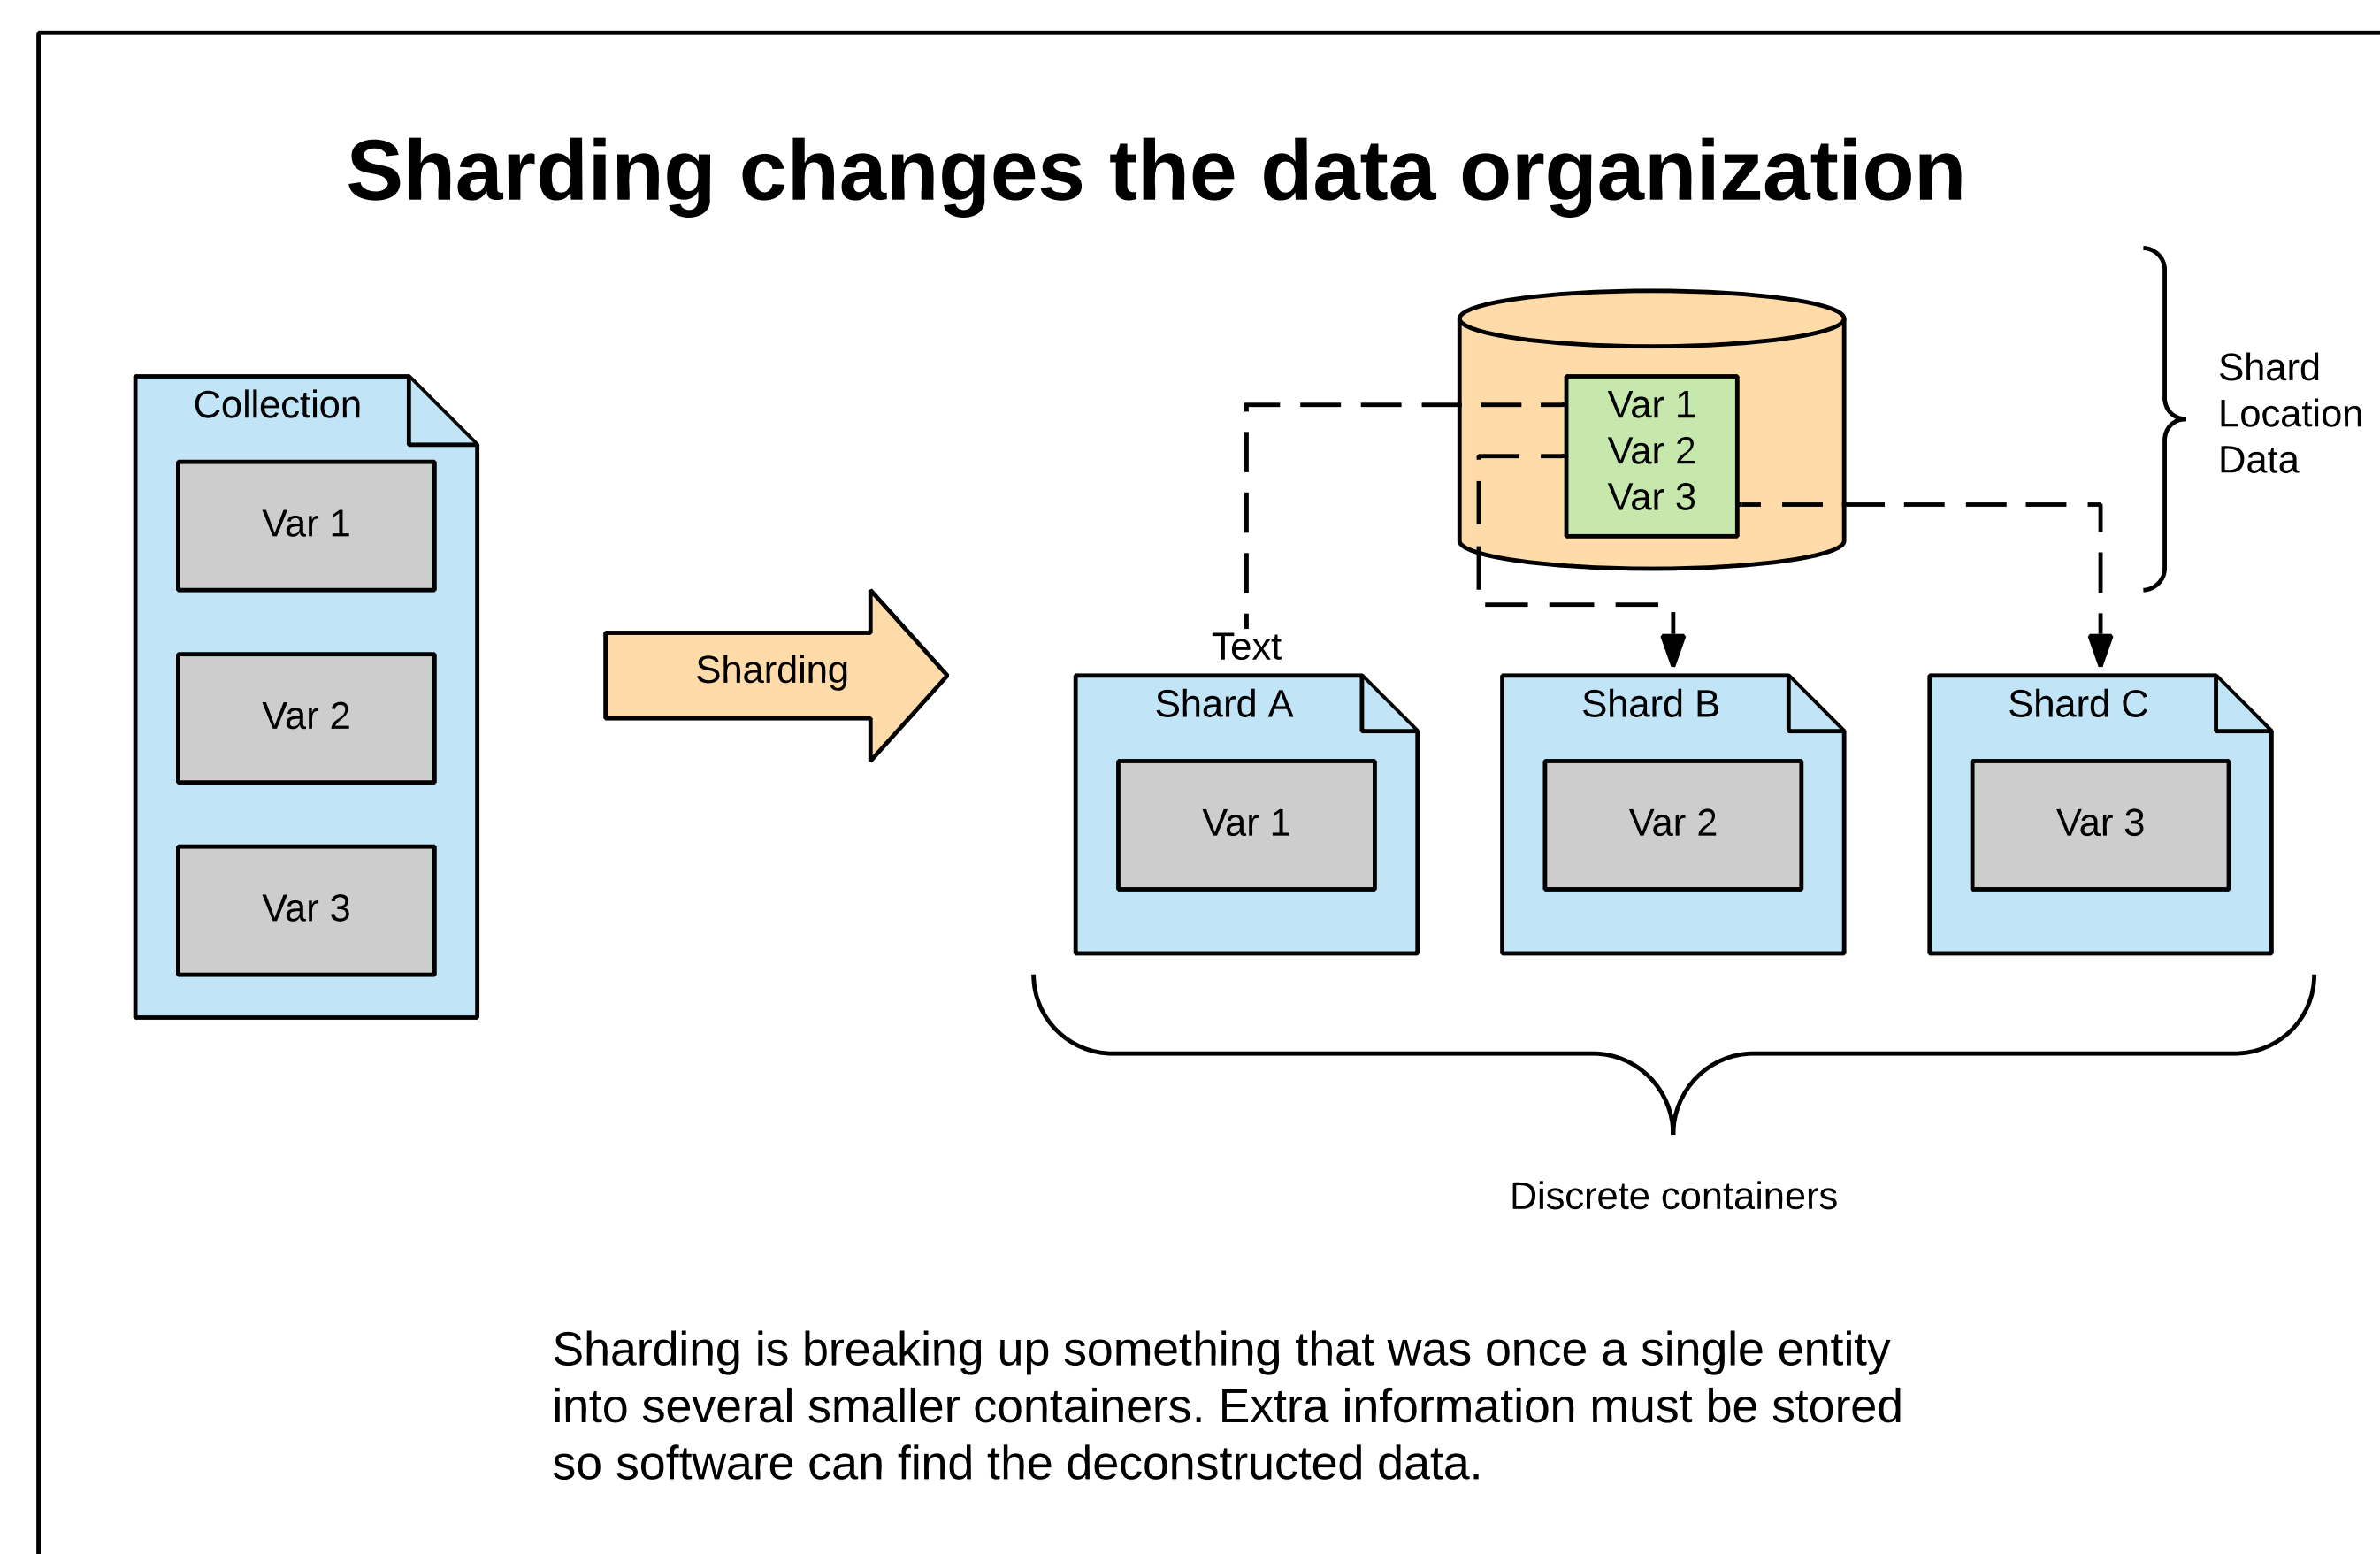 Sharding changes the data organization
Collection
Var 1
Var 2
Var 3
Sharding
Var 1
Var 2
Var 3
Shard
Location
Data
Text
Shard A
Var 1
Shard B
Var 2
Shard C
Var 3
Discrete containers
Sharding is breaking up something that was once a single entity
into several smaller containers. Extra information must be stored
so software can find the deconstructed data.